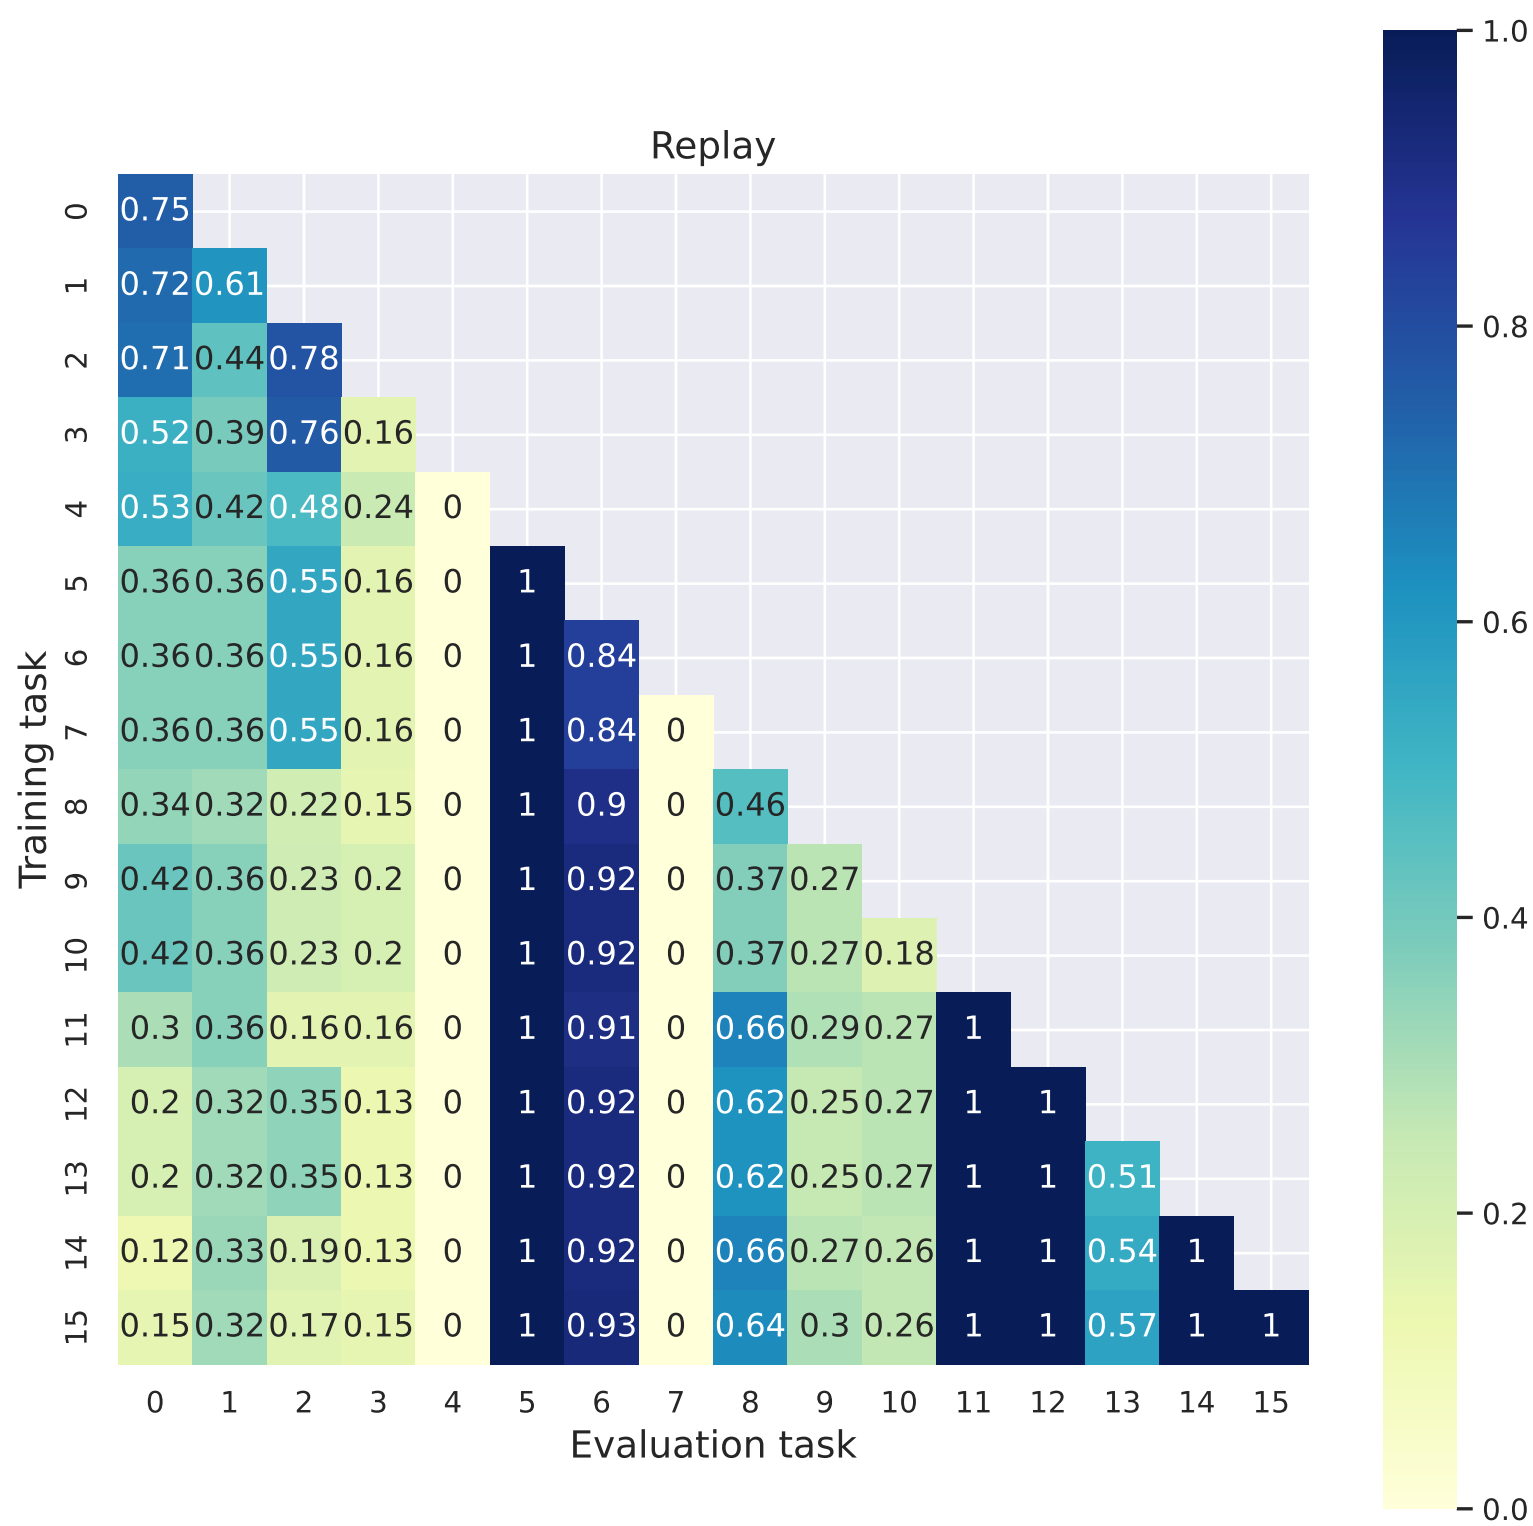 Replay
0 0.75
1 0.72 0.61
2 0.71 0.44 0.78
3 0.52 0.39 0.76 0.16
4 0.53 0.42 0.48 0.24 0
5 0.36 0.36 0.55 0.16 0 1
6 0.36 0.36 0.55 0.16 0 1 0.84
7 0.36 0.36 0.55 0.16 0 1 0.84 0
8 0.34 0.32 0.22 0.15 0 1 0.9 0 0.46
9 0.42 0.36 0.23 0.2 0 1 0.92 0 0.37 0.27
10 0.42 0.36 0.23 0.2 0 1 0.92 0 0.37 0.27 0.18
11 0.3 0.36 0.16 0.16 0 1 0.91 0 0.66 0.29 0.27 1
12 0.2 0.32 0.35 0.13 0 1 0.92 0 0.62 0.25 0.27 1 1
13 0.2 0.32 0.35 0.13 0 1 0.92 0 0.62 0.25 0.27 1 1 0.51
14 0.12 0.33 0.19 0.13 0 1 0.92 0 0.66 0.27 0.26 1 1 0.54 1
15 0.15 0.32 0.17 0.15 0 1 0.93 0 0.64 0.3 0.26 1 1 0.57 1 1
0 1 2 3 4 5 6 7 8 9 10 11 12 13 14 15
Evaluation task
Training task
1.0
0.8
0.6
0.4
0.2
0.0